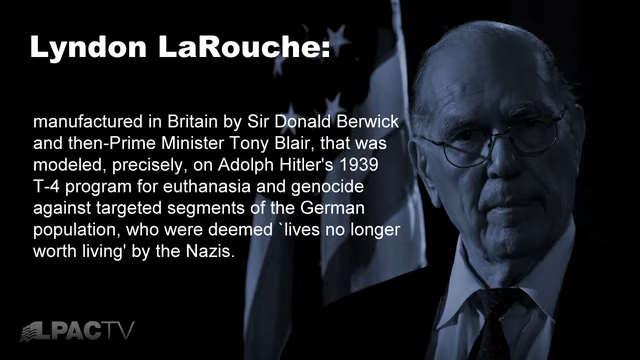 Lyndon LaRouche:
manufactured in Britain by Sir Donald Berwick
and then-Prime Minister Tony Blair, that was
modeled, precisely, on Adolph Hitler's 1939
T-4 program for euthanasia and genocide
against targeted segments of the German
population, who were deemed `lives no longer
worth living' by the Nazis.
LPACTV